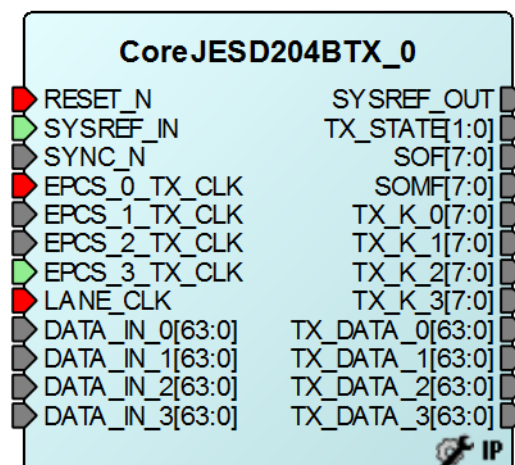 CoreJESD204BTX_0
RESET_N SYSREF_OUT
SYSREF_IN TX_STATE[1:0]
SYNC_N SOF[7:0]
EPCS_0_TX_CLK SOMF[7:0]
EPCS_1_TX_CLK TX_K_0[7:0]
EPCS_2_TX_CLK TX_K_1[7:0]
EPCS_3_TX_CLK TX_K_2[7:0]
LANE_CLK TX_K_3[7:0]
DATA_IN_0[63:0] TX_DATA_0[63:0]
DATA_IN_1[63:0] TX_DATA_1[63:0]
DATA_IN_2[63:0] TX_DATA_2[63:0]
DATA_IN_3[63:0] TX_DATA_3[63:0]
IP